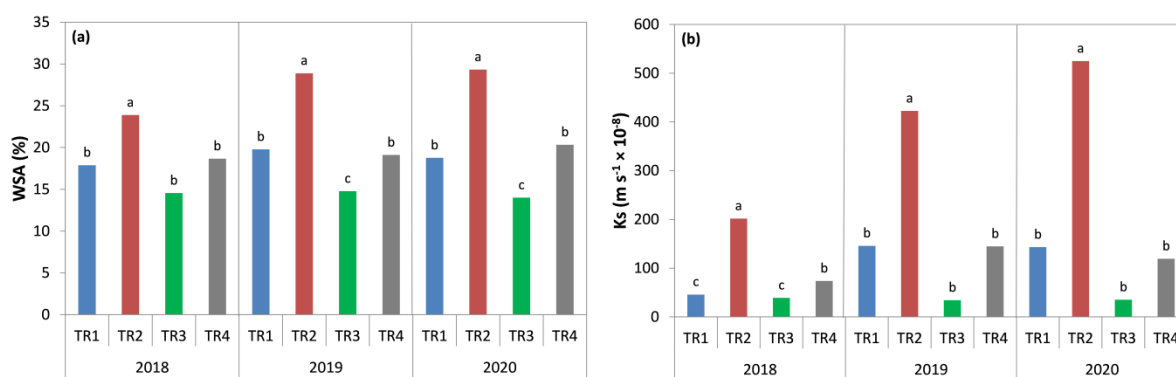 (a)
WSA (%)
35
30
25
20
15
10
5
0
b a b b b a c b b a c b
TR1 TR2 TR3 TR4 TR1 TR2 TR3 TR4 TR1 TR2 TR3 TR4
2018 2019 2020
(b)
Ks (m s⁻¹ × 10⁻⁸)
600
500
400
300
200
100
0
c a c b b a b b b a b b
TR1 TR2 TR3 TR4 TR1 TR2 TR3 TR4 TR1 TR2 TR3 TR4
2018 2019 2020